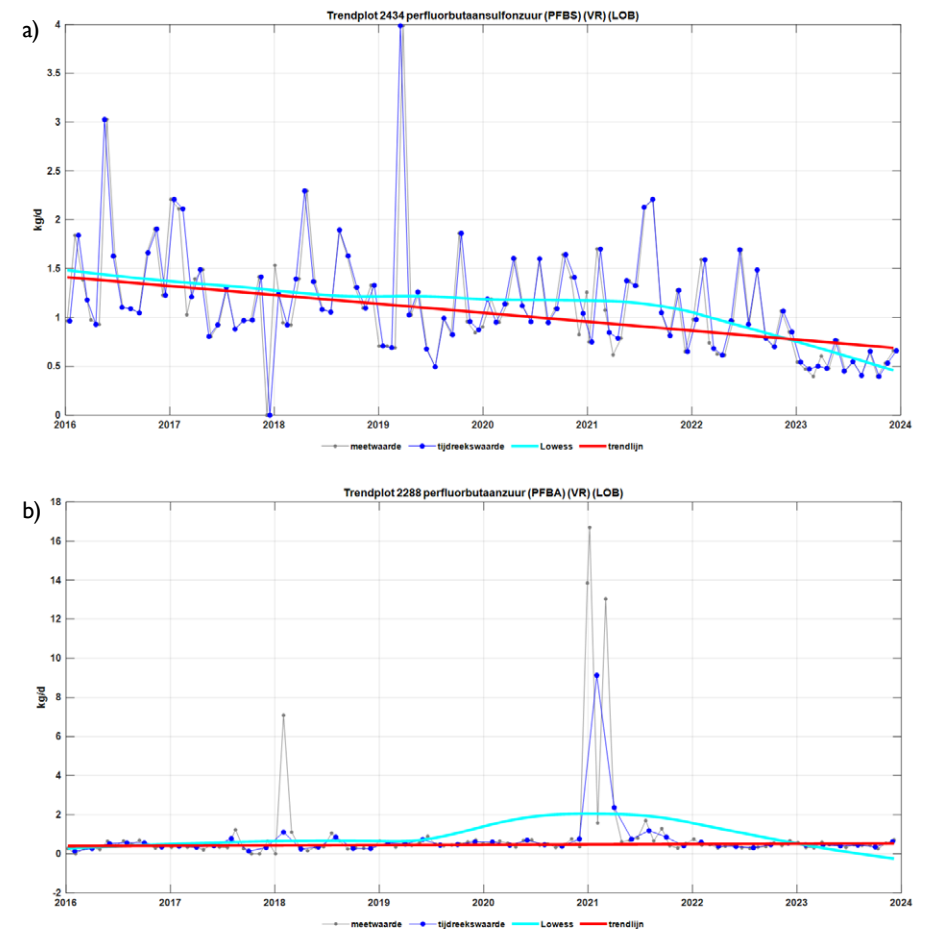 a)
Trendplot 2434 perfluorbutaansulfonzuur (PFBS) (VR) (LOB)
4
3.5
3
2.5
2
1.5
1
0.5
0
kg/d
2016 2017 2018 2019 2020 2021 2022 2023 2024
meetwaarde tijdreekswaarde Lowess trendlijn
b)
Trendplot 2288 perfluorbutaanzuur (PFBA) (VR) (LOB)
18
16
14
12
10
8
6
4
2
0
-2
kg/d
2016 2017 2018 2019 2020 2021 2022 2023 2024
meetwaarde tijdreekswaarde Lowess trendlijn